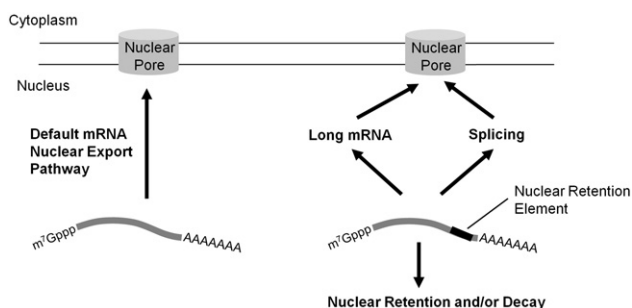 Cytoplasm
Nuclear
Pore
Nuclear
Pore
Nucleus
Default mRNA
Nuclear Export
Pathway
Long mRNA
Splicing
Nuclear Retention
Element
m⁷Gppp
AAAAAAA
m⁷Gppp
AAAAAAA
Nuclear Retention and/or Decay